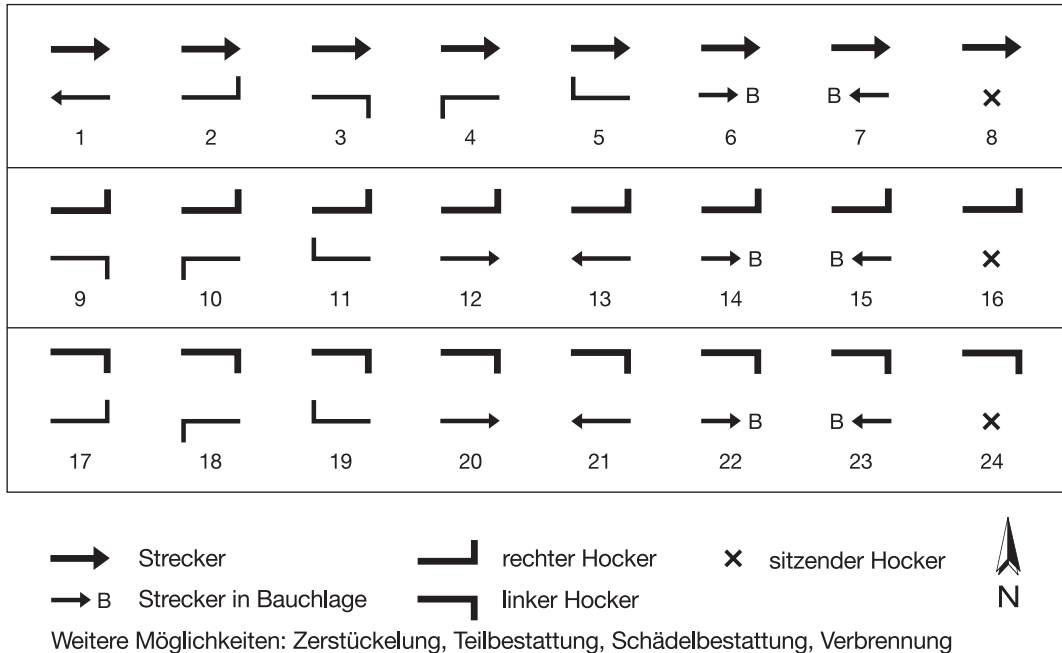 1 2 3 4 5 B 6 B 7 8
9 10 11 12 13 B 14 B 15 16
17 18 19 20 21 B 22 B 23 24
Strecker rechter Hocker sitzender Hocker
B Strecker in Bauchlage linker Hocker N
Weitere Möglichkeiten: Zerstückelung, Teilbestattung, Schädelbestattung, Verbrennung